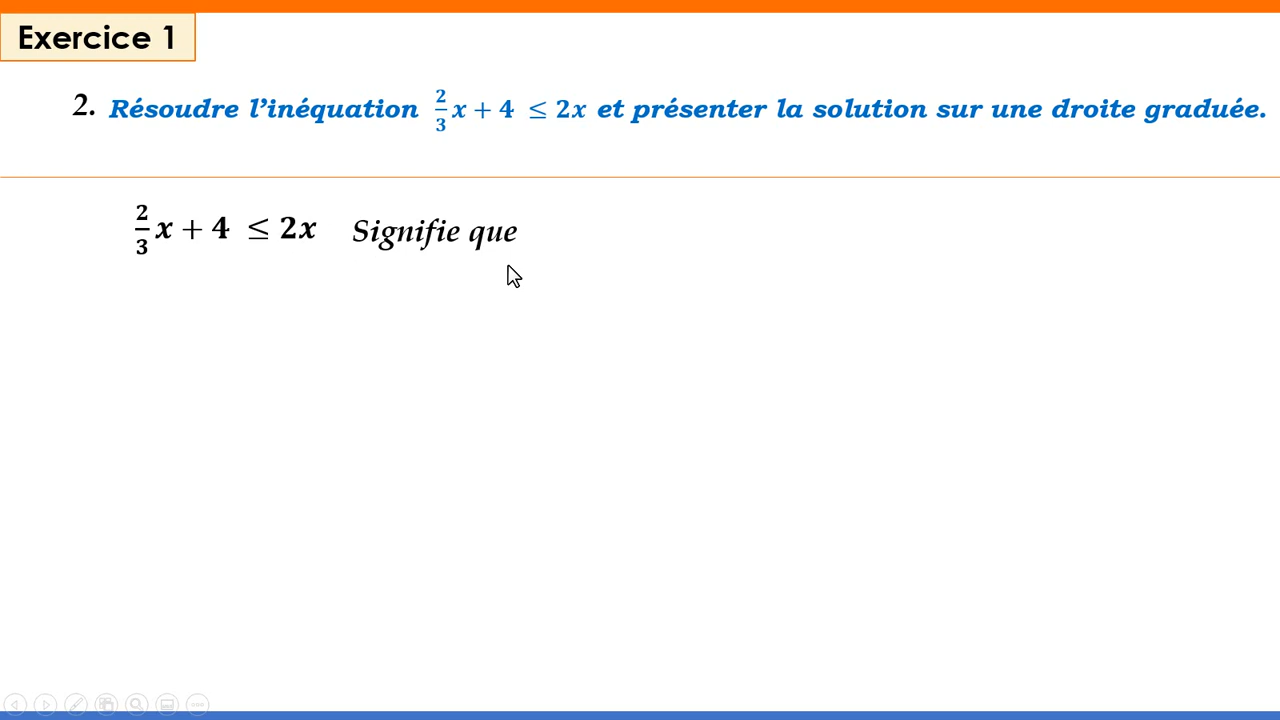 Exercice 1
2. Résoudre l'inéquation 2/3 x + 4 ≤ 2x et présenter la solution sur une droite graduée.
2/3 x + 4 ≤ 2x Signifie que